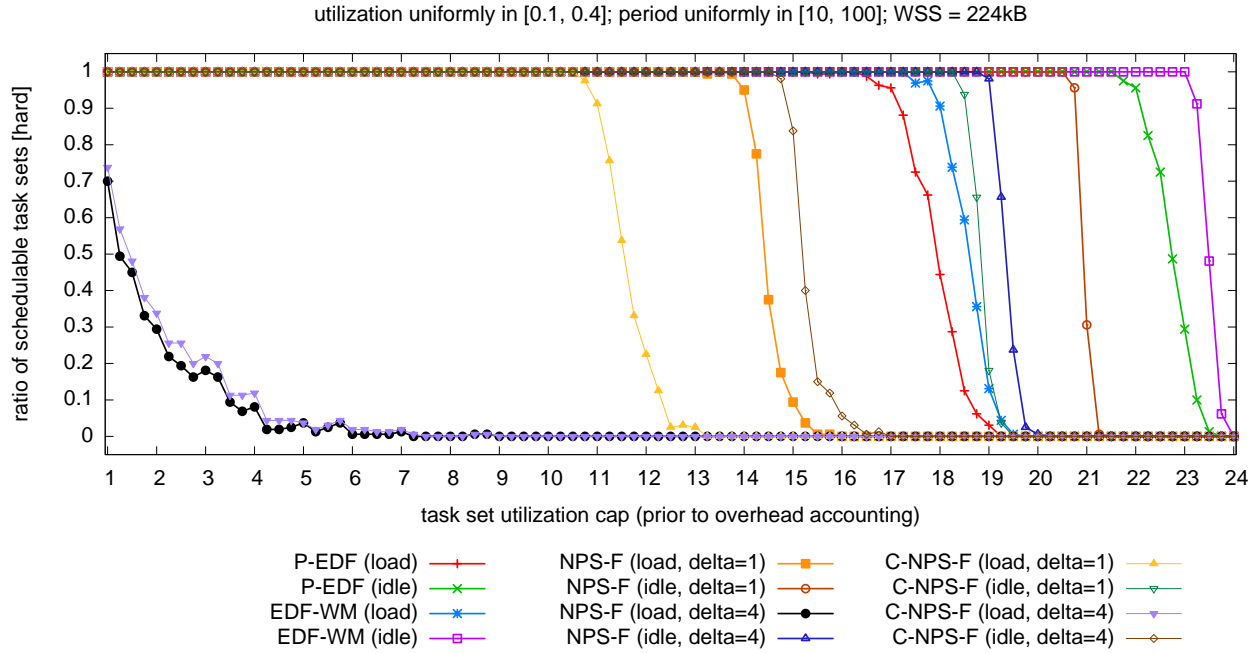 utilization uniformly in [0.1, 0.4]; period uniformly in [10, 100]; WSS = 224kB
ratio of schedulable task sets [hard]
1
0.9
0.8
0.7
0.6
0.5
0.4
0.3
0.2
0.1
0
1 2 3 4 5 6 7 8 9 10 11 12 13 14 15 16 17 18 19 20 21 22 23 24
task set utilization cap (prior to overhead accounting)
P-EDF (load) NPS-F (load, delta=1) C-NPS-F (load, delta=1)
P-EDF (idle) NPS-F (idle, delta=1) C-NPS-F (idle, delta=1)
EDF-WM (load) NPS-F (load, delta=4) C-NPS-F (load, delta=4)
EDF-WM (idle) NPS-F (idle, delta=4) C-NPS-F (idle, delta=4)